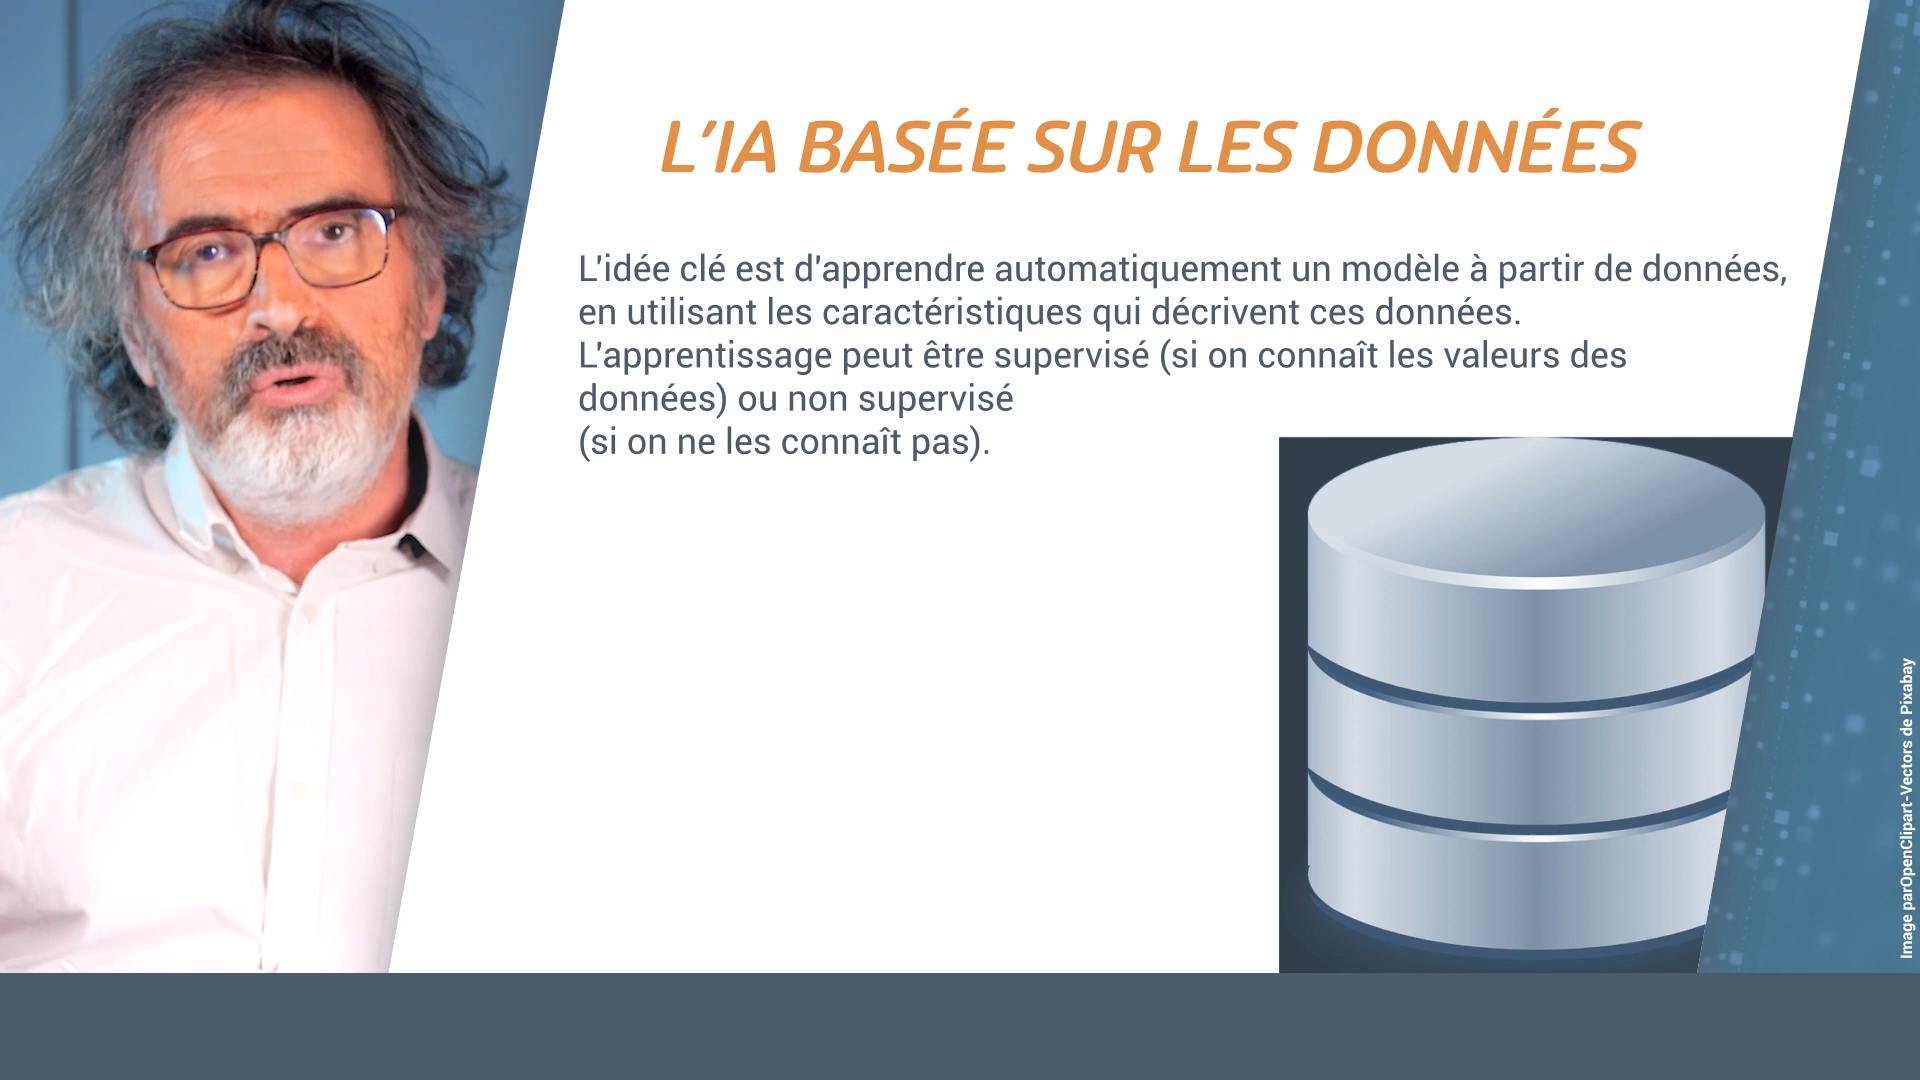 L'IA BASÉE SUR LES DONNÉES
L'idée clé est d'apprendre automatiquement un modèle à partir de données,
en utilisant les caractéristiques qui décrivent ces données.
L'apprentissage peut être supervisé (si on connaît les valeurs des
données) ou non supervisé
(si on ne les connaît pas).
Image parOpenClipart-Vectors de Pixabay